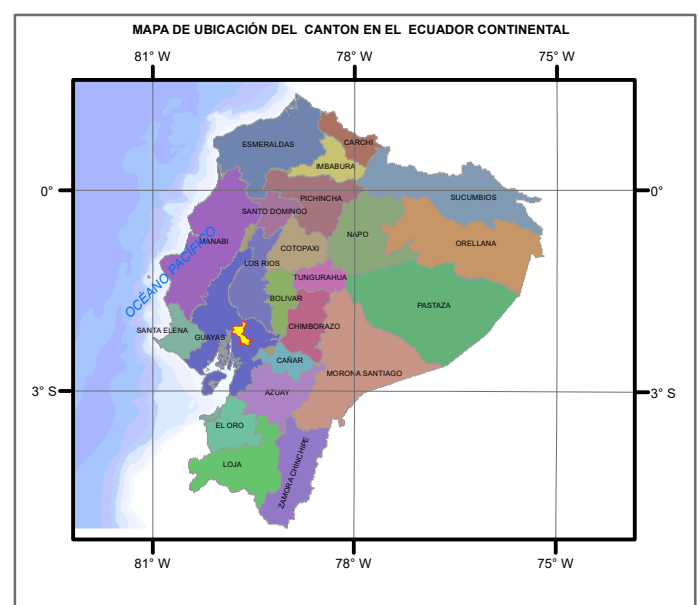 MAPA DE UBICACIÓN DEL CANTON EN EL ECUADOR CONTINENTAL
81° W
78° W
75° W
ESMERALDAS
CARCHI
IMBABURA
0°
0°
PICHINCHA
SUCUMBIOS
SANTO DOMINGO
MANABI
NAPO
ORELLANA
COTOPAXI
LOS RIOS
OCÉANO PACÍFICO
TUNGURAHUA
BOLIVAR
PASTAZA
SANTA ELENA
GUAYAS
CHIMBORAZO
CAÑAR
MORONA SANTIAGO
3° S
3° S
AZUAY
EL ORO
LOJA
ZAMORA CHINCHIPE
81° W
78° W
75° W